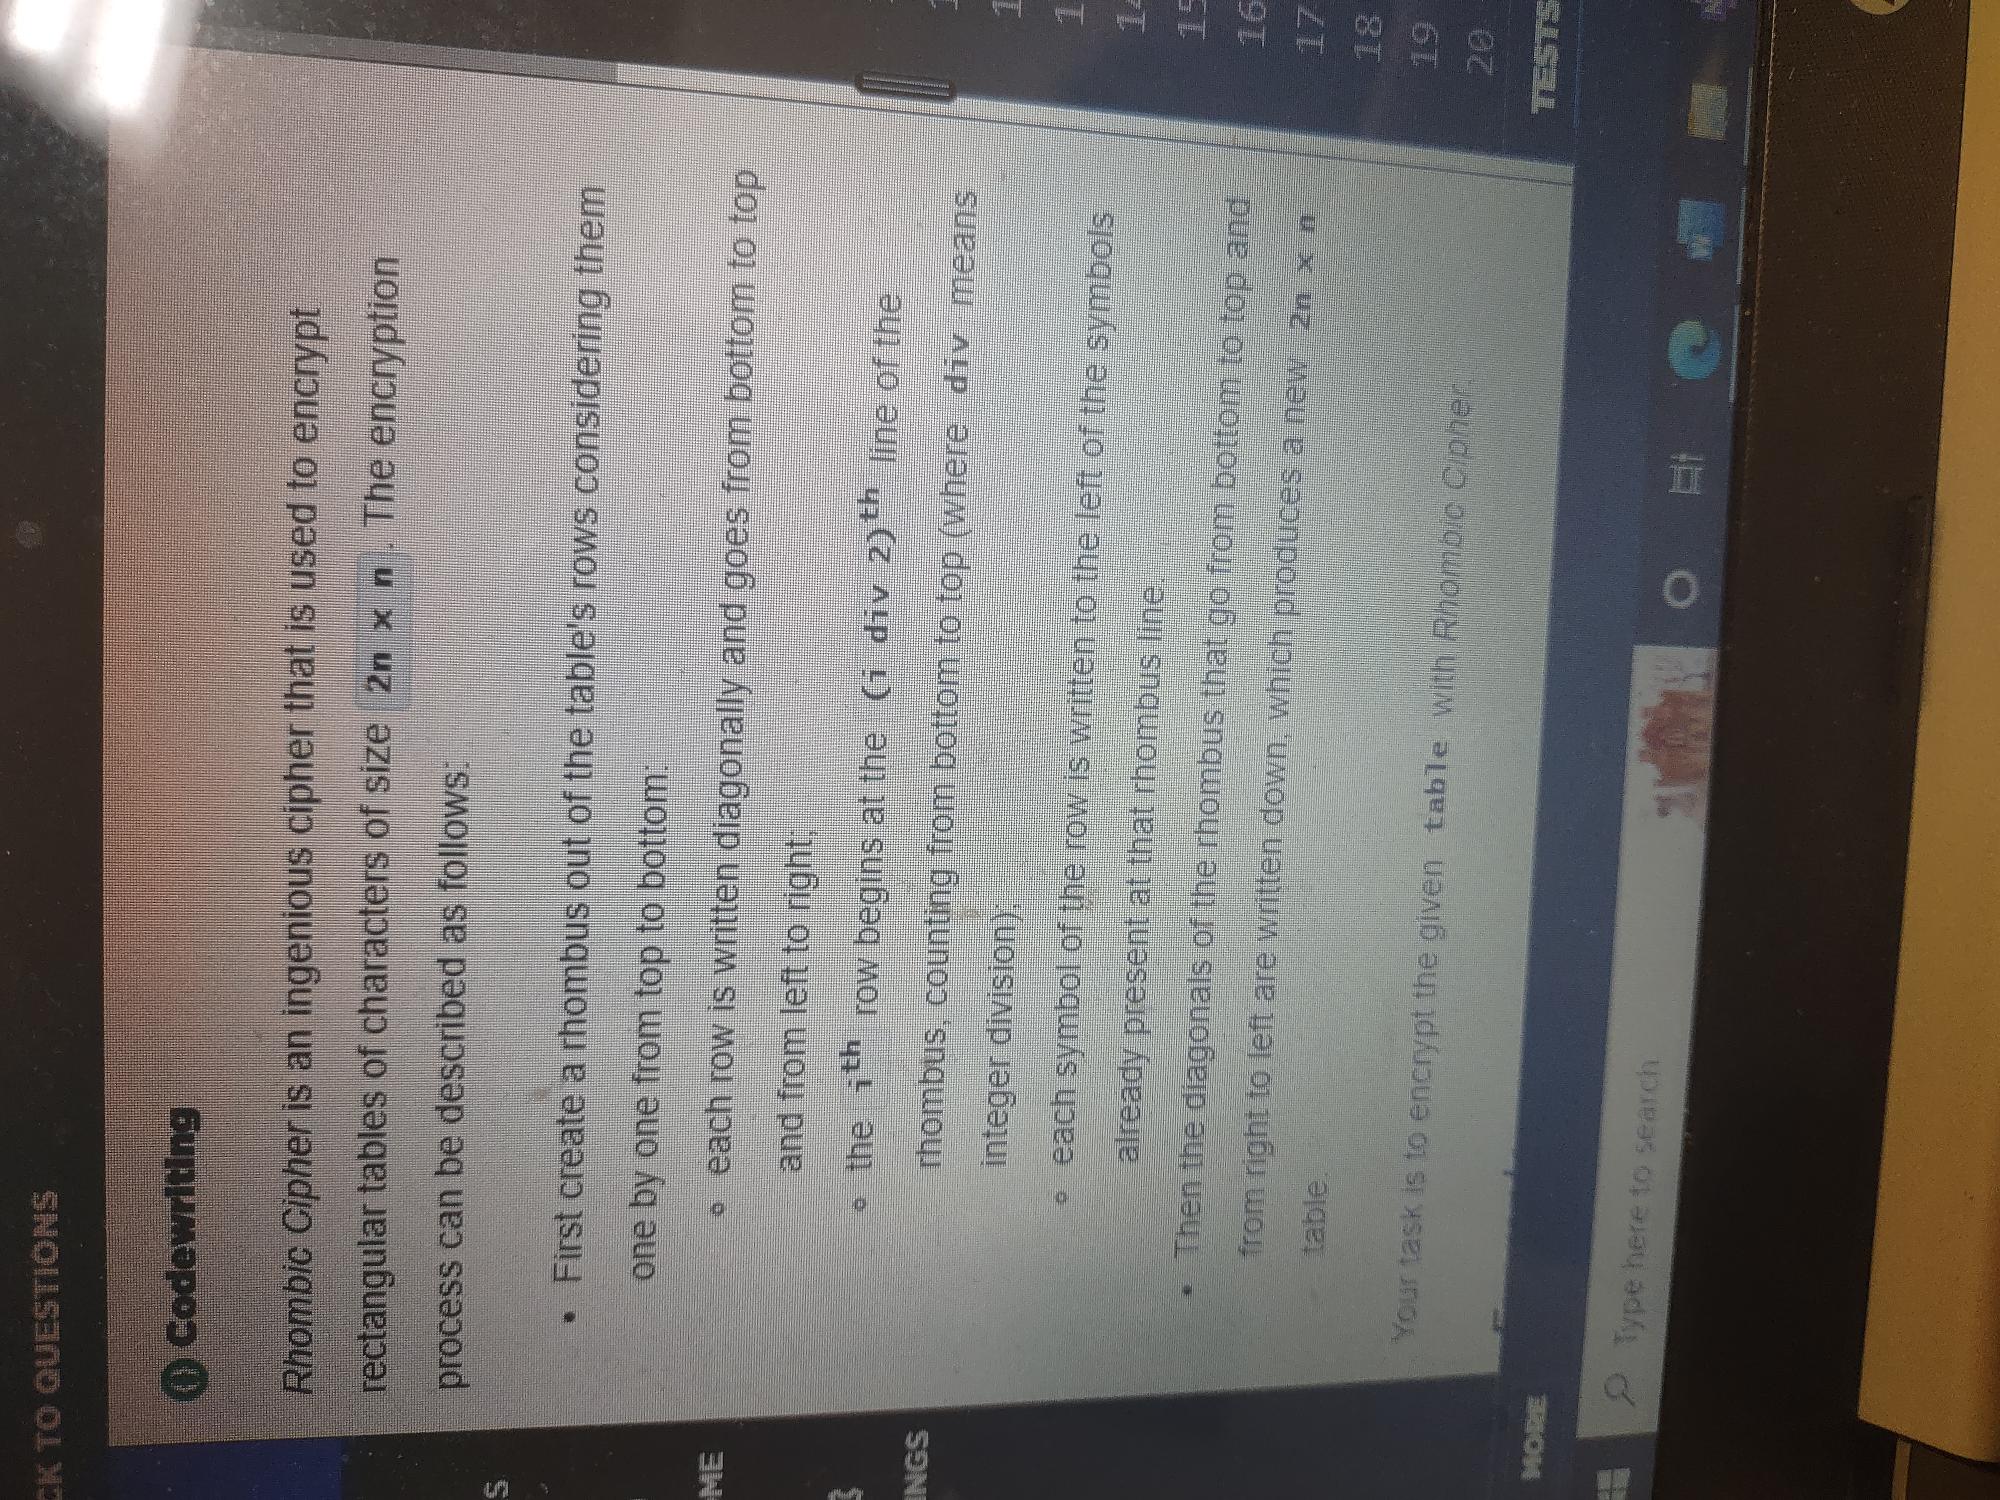 CK TO QUESTIONS
Codewriting
Rhombic Cipher is an ingenious cipher that is used to encrypt
rectangular tables of characters of size 2n x n. The encryption
process can be described as follows:
S
• First create a rhombus out of the table's rows considering them
one by one from top to bottom:
ME
◦ each row is written diagonally and goes from bottom to top
and from left to right;
◦ the iᵗʰ row begins at the (i div 2)ᵗʰ line of the
INGS
rhombus, counting from bottom to top (where div means
integer division);
◦ each symbol of the row is written to the left of the symbols
already present at that rhombus line.
• Then the diagonals of the rhombus that go from bottom to top and
from right to left are written down, which produces a new 2n x n
table.
Your task is to encrypt the given table with Rhombic Cipher.
1
1
1
14
15
16
17
18
19
20
MORE
TESTS
Type here to search
W